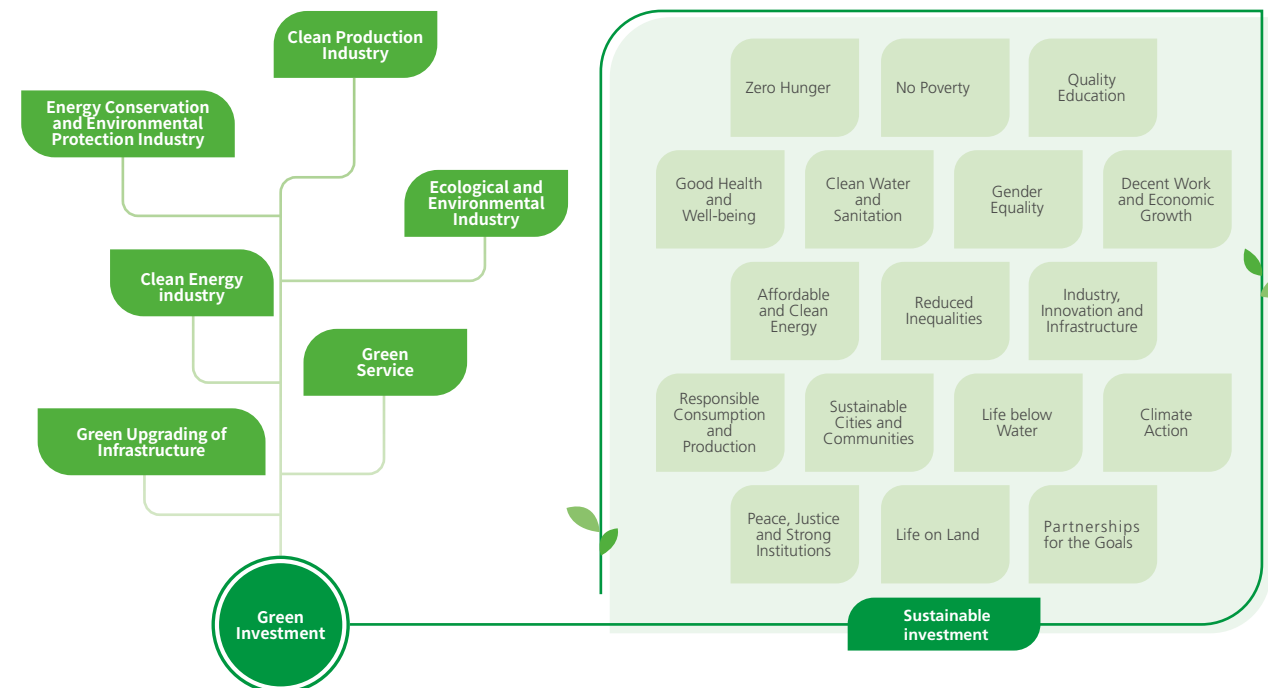 Clean Production
Industry
Energy Conservation
and Environmental
Protection Industry
Ecological and
Environmental
Industry
Clean Energy
industry
Green
Service
Green Upgrading of
Infrastructure
Green
Investment
Zero Hunger
No Poverty
Quality
Education
Good Health
and
Well-being
Clean Water
and
Sanitation
Gender
Equality
Decent Work
and Economic
Growth
Affordable
and Clean
Energy
Reduced
Inequalities
Industry,
Innovation and
Infrastructure
Responsible
Consumption
and
Production
Sustainable
Cities and
Communities
Life below
Water
Climate
Action
Peace, Justice
and Strong
Institutions
Life on Land
Partnerships
for the Goals
Sustainable
investment